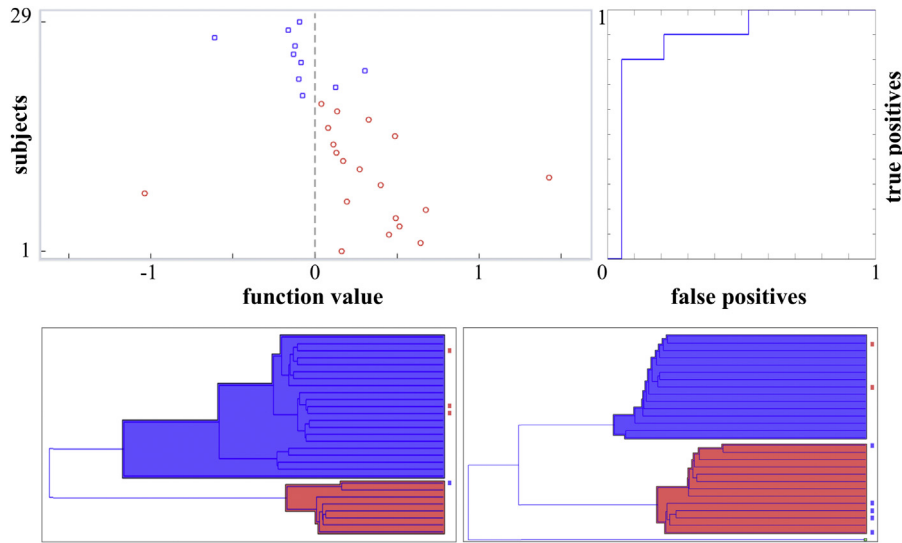 29
subjects
1
-1
0
1
function value
1
true positives
0
1
false positives